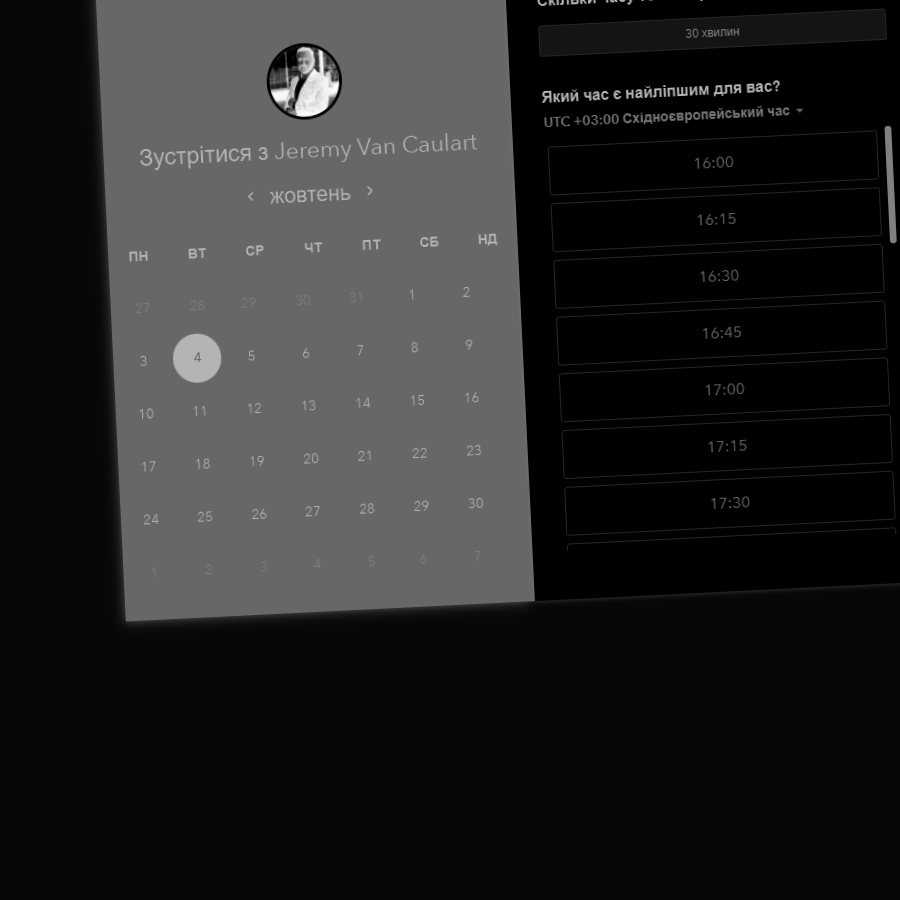 Зустрітися з Jeremy Van Caulart
жовтень
ПН ВТ СР ЧТ ПТ СБ НД
27 28 29 30 31 1 2
3 4 5 6 7 8 9
10 11 12 13 14 15 16
17 18 19 20 21 22 23
24 25 26 27 28 29 30
1 2 3 4 5 6 7
Скільки часу
30 хвилин
Який час є найліпшим для вас?
UTC +03:00 Східноєвропейський час
16:00
16:15
16:30
16:45
17:00
17:15
17:30